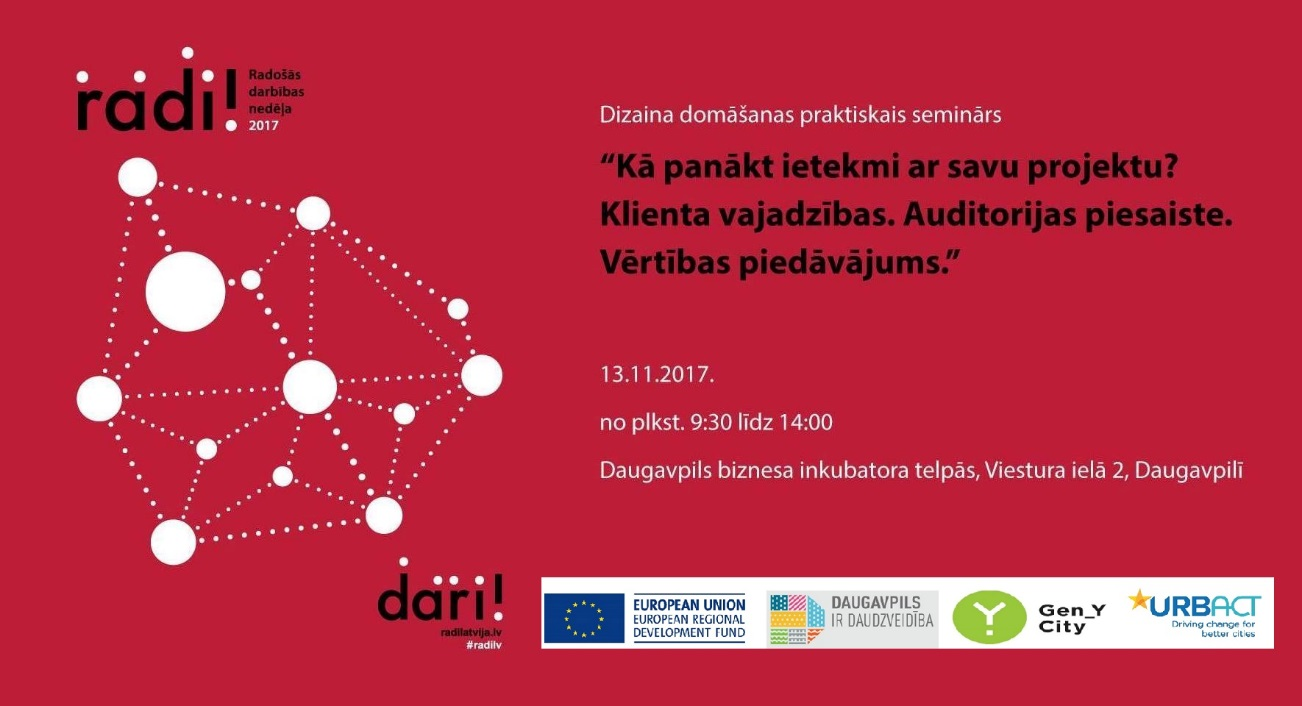 radi!
Radošās
darbības
nedēļa
2017
Dizaina domāšanas praktiskais seminārs
“Kā panākt ietekmi ar savu projektu?
Klienta vajadzības. Auditorijas piesaiste.
Vērtības piedāvājums.”
13.11.2017.
no plkst. 9:30 līdz 14:00
Daugavpils biznesa inkubatora telpās, Viestura ielā 2, Daugavpilī
dari!
radilatvija.lv
#radilv
EUROPEAN UNION
EUROPEAN REGIONAL
DEVELOPMENT FUND
DAUGAVPILS
IR DAUDZVEIDĪBA
Gen_Y
City
URBACT
Driving change for
better cities